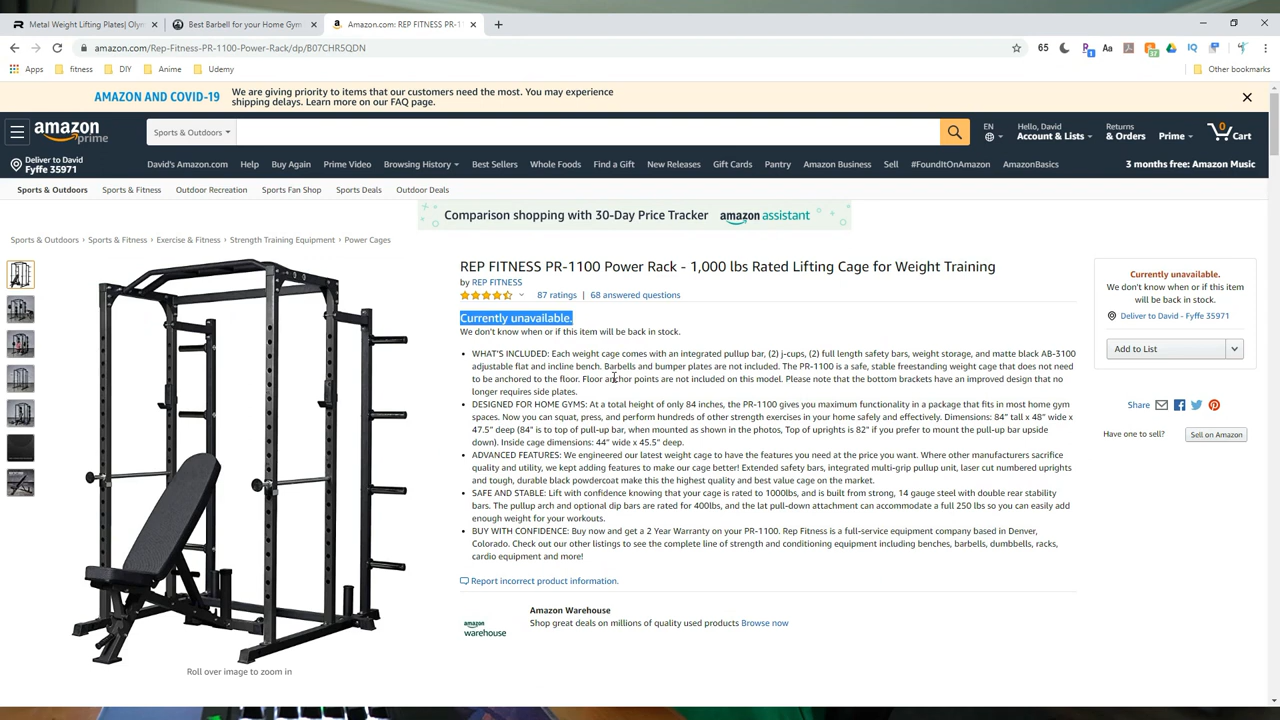 Metal Weight Lifting Plates| Olym
Best Barbell for your Home Gym
Amazon.com: REP FITNESS PR-1
amazon.com/Rep-Fitness-PR-1100-Power-Rack/dp/B07CHR5QDN
65
Aa
IQ
Apps
fitness
DIY
Anime
Udemy
Other bookmarks
AMAZON AND COVID-19
We are giving priority to items that our customers need the most. You may experience
shipping delays. Learn more on our FAQ page.
amazon
prime
Sports & Outdoors
EN
Hello, David
Account & Lists
Returns
& Orders
Prime
0
Cart
Deliver to David
Fyffe 35971
David's Amazon.com Help Buy Again Prime Video Browsing History Best Sellers Whole Foods Find a Gift New Releases Gift Cards Pantry Amazon Business Sell #FoundItOnAmazon AmazonBasics
3 months free: Amazon Music
Sports & Outdoors Sports & Fitness Outdoor Recreation Sports Fan Shop Sports Deals Outdoor Deals
Comparison shopping with 30-Day Price Tracker amazon assistant
Sports & Outdoors › Sports & Fitness › Exercise & Fitness › Strength Training Equipment › Power Cages
REP FITNESS PR-1100 Power Rack - 1,000 lbs Rated Lifting Cage for Weight Training
by REP FITNESS
87 ratings | 68 answered questions
Currently unavailable.
We don't know when or if this item will be back in stock.
• WHAT'S INCLUDED: Each weight cage comes with an integrated pullup bar, (2) j-cups, (2) full length safety bars, weight storage, and matte black AB-3100
adjustable flat and incline bench. Barbells and bumper plates are not included. The PR-1100 is a safe, stable freestanding weight cage that does not need
to be anchored to the floor. Floor anchor points are not included on this model. Please note that the bottom brackets have an improved design that no
longer requires side plates.
• DESIGNED FOR HOME GYMS: At a total height of only 84 inches, the PR-1100 gives you maximum functionality in a package that fits in most home gym
spaces. Now you can squat, press, and perform hundreds of other strength exercises in your home safely and effectively. Dimensions: 84” tall x 48” wide x
47.5” deep (84” is to top of pull-up bar, when mounted as shown in the photos, Top of uprights is 82” if you prefer to mount the pull-up bar upside
down). Inside cage dimensions: 44” wide x 45.5” deep.
• ADVANCED FEATURES: We engineered our latest weight cage to have the features you need at the price you want. Where other manufacturers sacrifice
quality and utility, we kept adding features to make our cage better! Extended safety bars, integrated multi-grip pullup unit, laser cut numbered uprights
and tough, durable black powdercoat make this the highest quality and best value cage on the market.
• SAFE AND STABLE: Lift with confidence knowing that your cage is rated to 1000lbs, and is built from strong, 14 gauge steel with double rear stability
bars. The pullup arch and optional dip bars are rated for 400lbs, and the lat pull-down attachment can accommodate a full 250 lbs so you can easily add
enough weight for your workouts.
• BUY WITH CONFIDENCE: Buy now and get a 2 Year Warranty on your PR-1100. Rep Fitness is a full-service equipment company based in Denver,
Colorado. Check out our other listings to see the complete line of strength and conditioning equipment including benches, barbells, dumbbells, racks,
cardio equipment and more!
Report incorrect product information.
amazon
warehouse
Amazon Warehouse
Shop great deals on millions of quality used products Browse now
Roll over image to zoom in
Currently unavailable.
We don't know when or if this item
will be back in stock.
Deliver to David - Fyffe 35971
Add to List
Share
Have one to sell?
Sell on Amazon